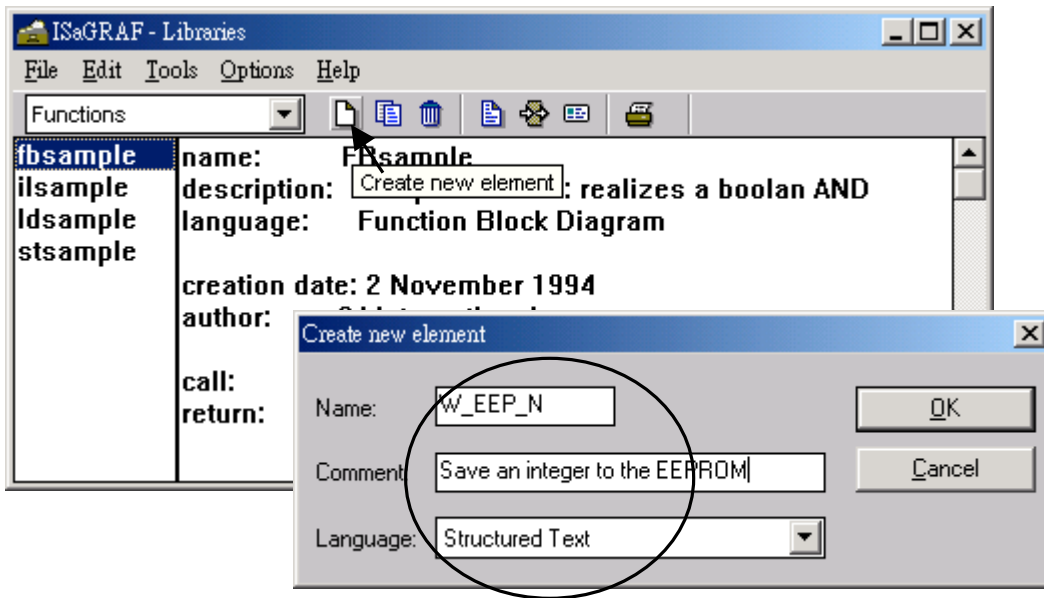 ISaGRAF - Libraries
File Edit Tools Options Help
Functions
fbsample
ilsample
ldsample
stsample
name: FBsample
description: : realizes a boolan AND
Create new element
language: Function Block Diagram
creation date: 2 November 1994
author:
call:
return:
Create new element
Name: W_EEP_N
OK
Comment: Save an integer to the EEPROM
Cancel
Language: Structured Text